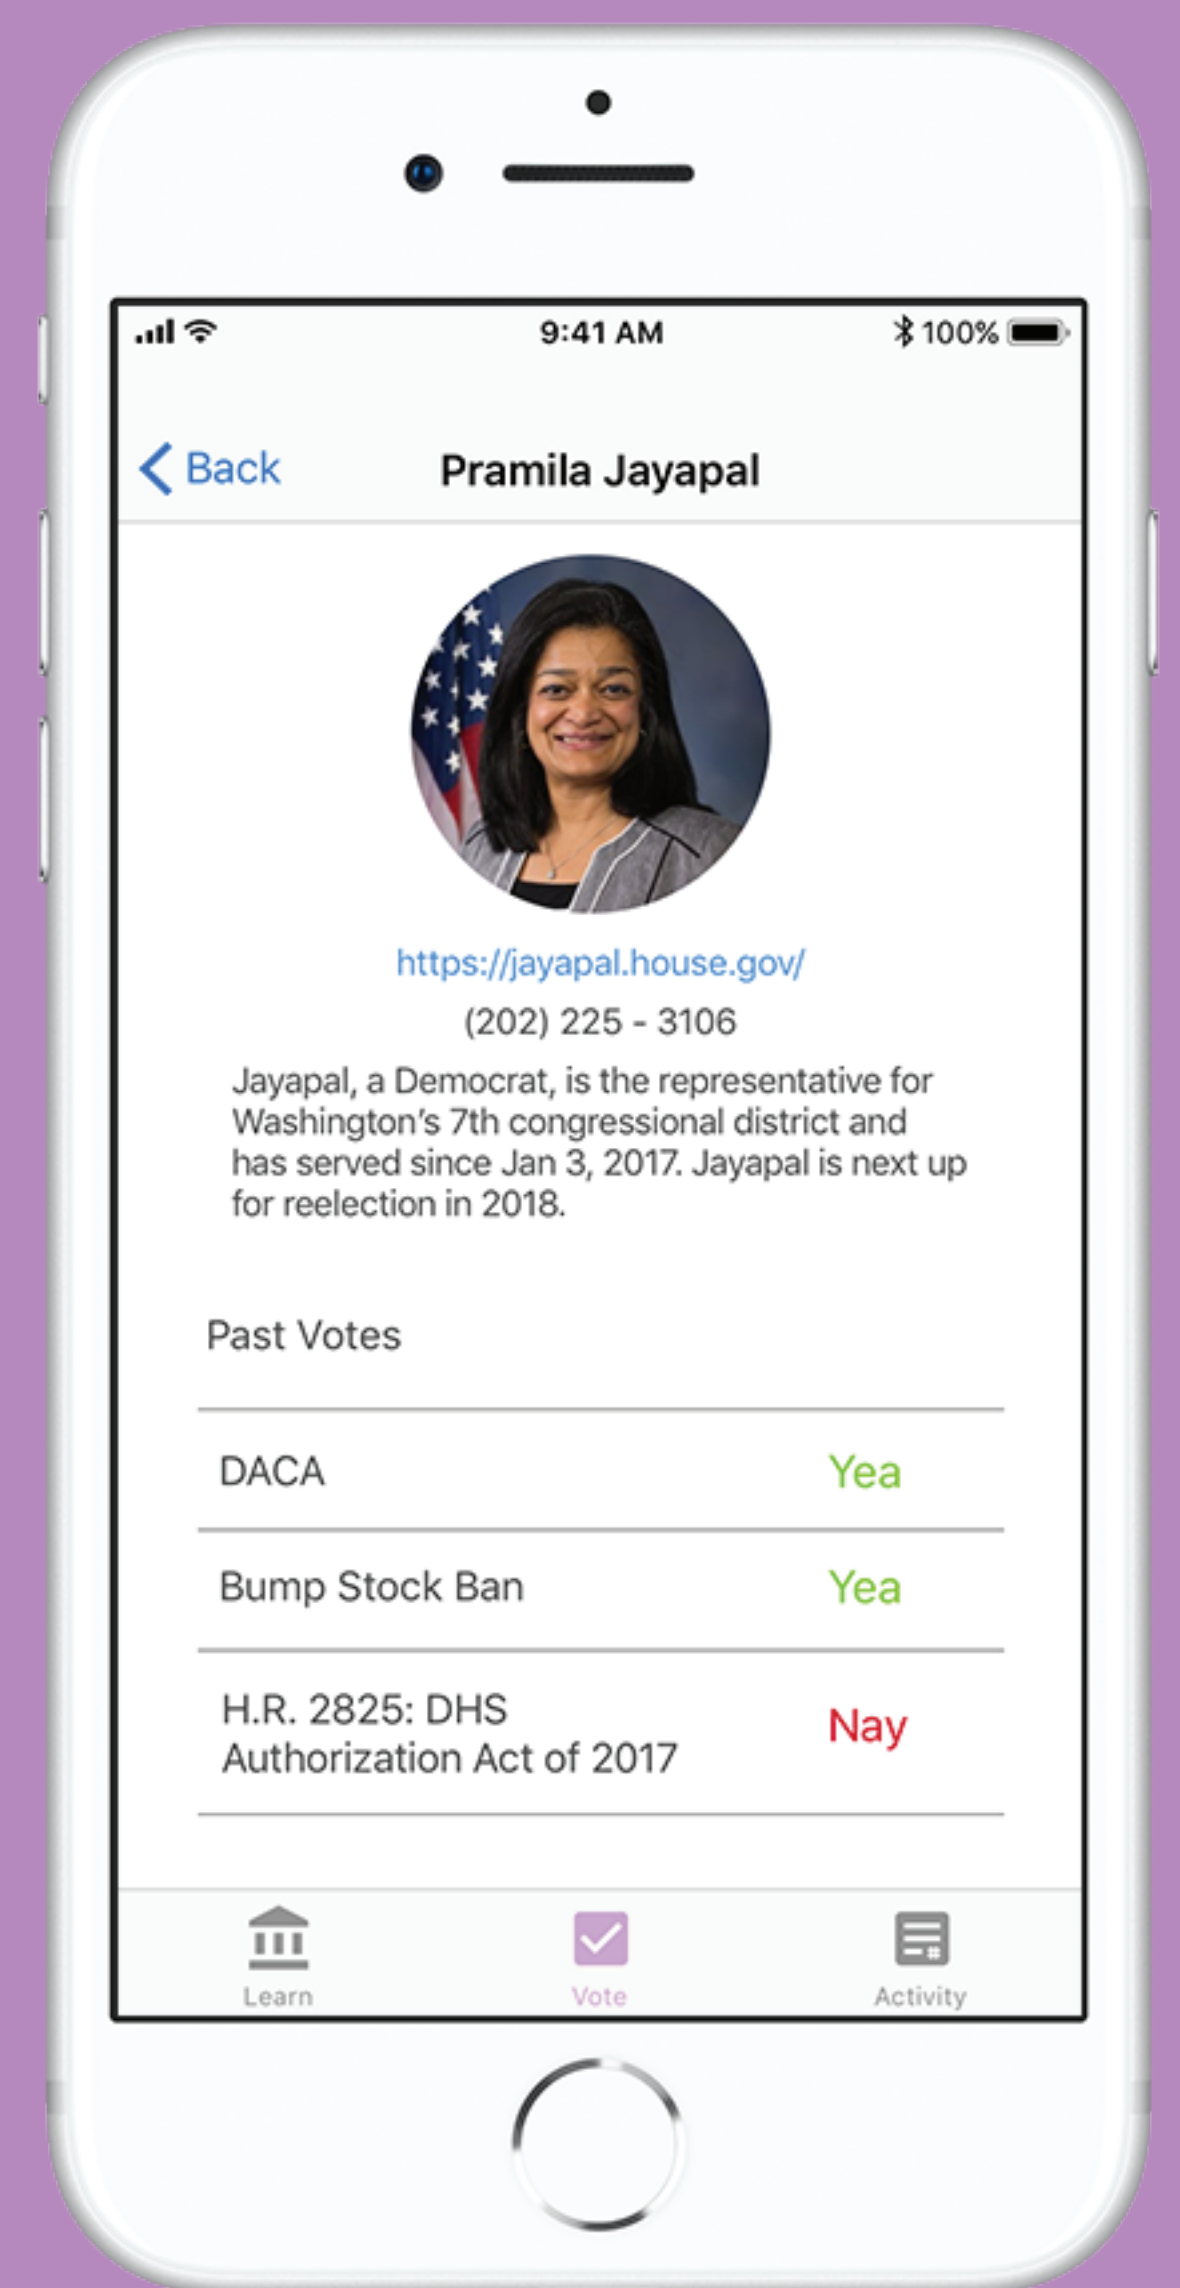 9:41 AM
100%
Back
Pramila Jayapal
https://jayapal.house.gov/
(202) 225 - 3106
Jayapal, a Democrat, is the representative for
Washington's 7th congressional district and
has served since Jan 3, 2017. Jayapal is next up
for reelection in 2018.
Past Votes
DACA
Yea
Bump Stock Ban
Yea
H.R. 2825: DHS
Authorization Act of 2017
Nay
Learn
Vote
Activity